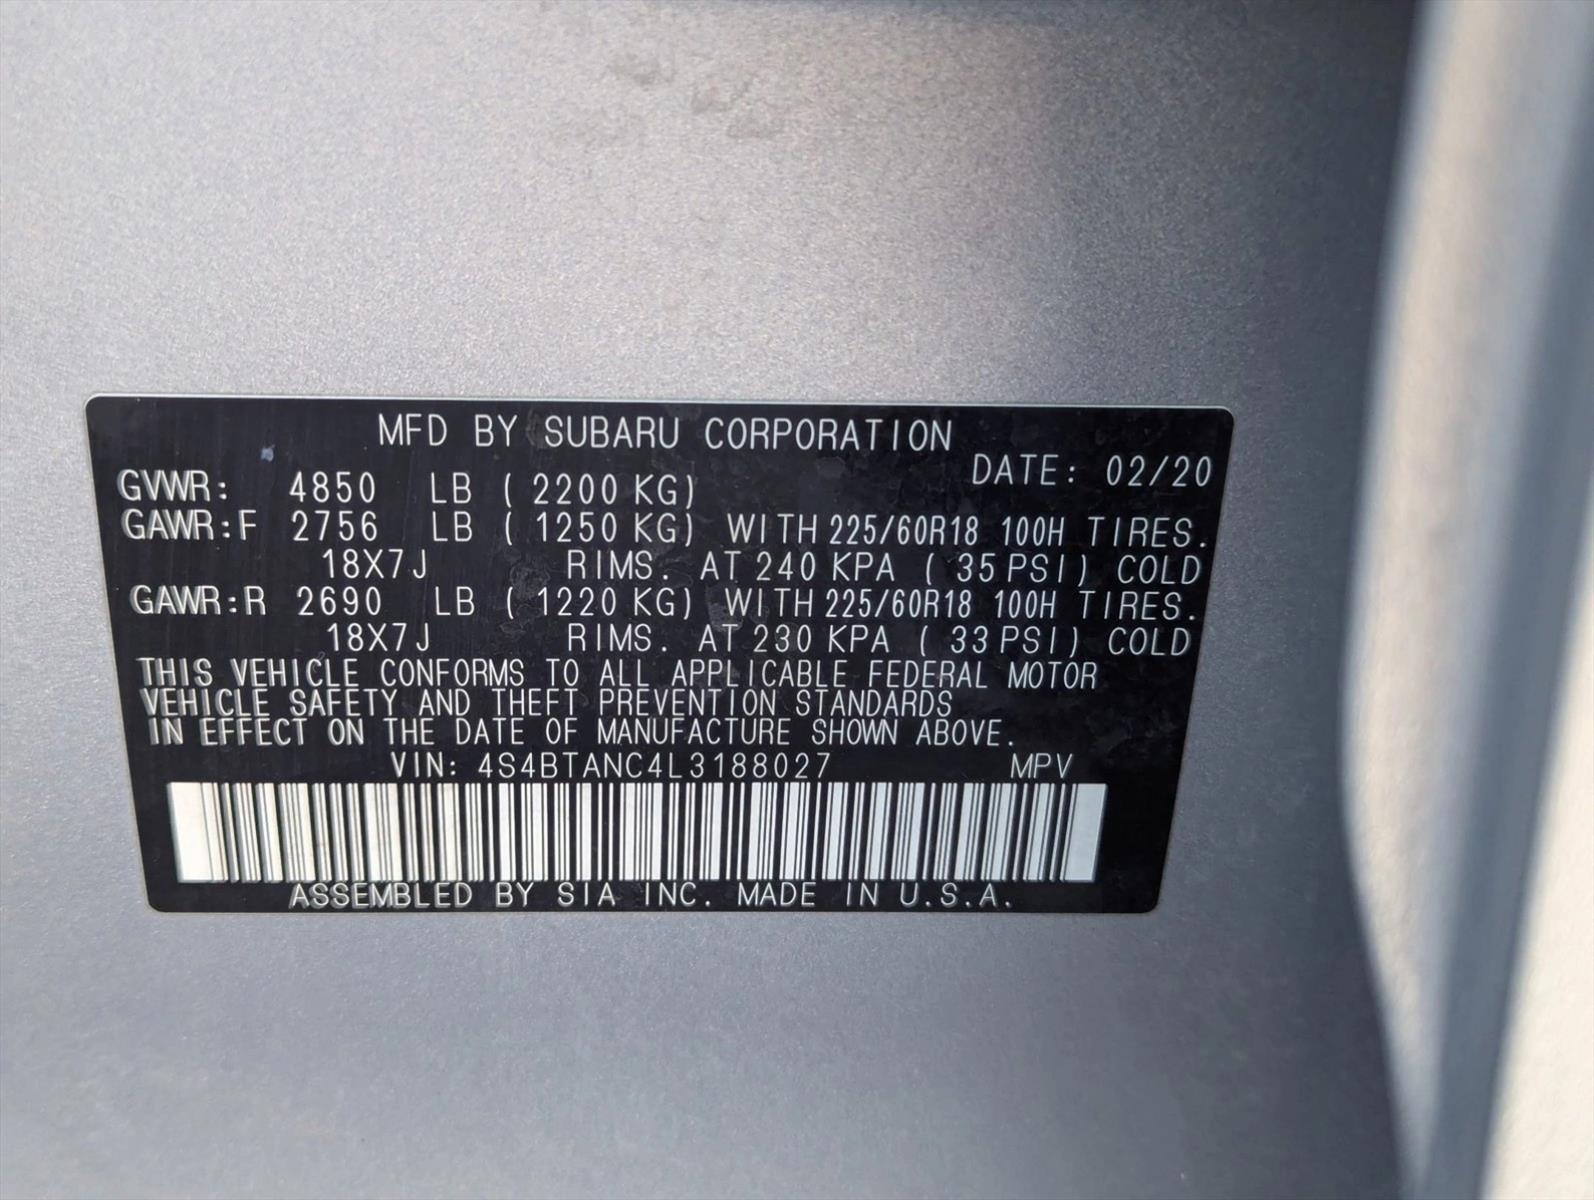 MFD BY SUBARU CORPORATION
DATE: 02/20
GVWR: 4850 LB (2200 KG)
GAWR:F 2756 LB (1250 KG) WITH 225/60R18 100H TIRES.
18X7J RIMS. AT 240 KPA (35 PSI) COLD
GAWR:R 2690 LB (1220 KG) WITH 225/60R18 100H TIRES.
18X7J RIMS. AT 230 KPA (33 PSI) COLD
THIS VEHICLE CONFORMS TO ALL APPLICABLE FEDERAL MOTOR
VEHICLE SAFETY AND THEFT PREVENTION STANDARDS
IN EFFECT ON THE DATE OF MANUFACTURE SHOWN ABOVE.
VIN: 4S4BTANC4L3188027 MPV
ASSEMBLED BY SIA INC. MADE IN U.S.A.